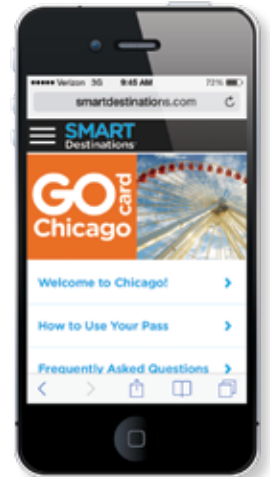 Verizon 3G 9:45 AM 72%
smartdestinations.com
SMART
Destinations
GO card
Chicago
Welcome to Chicago!
How to Use Your Pass
Frequently Asked Questions